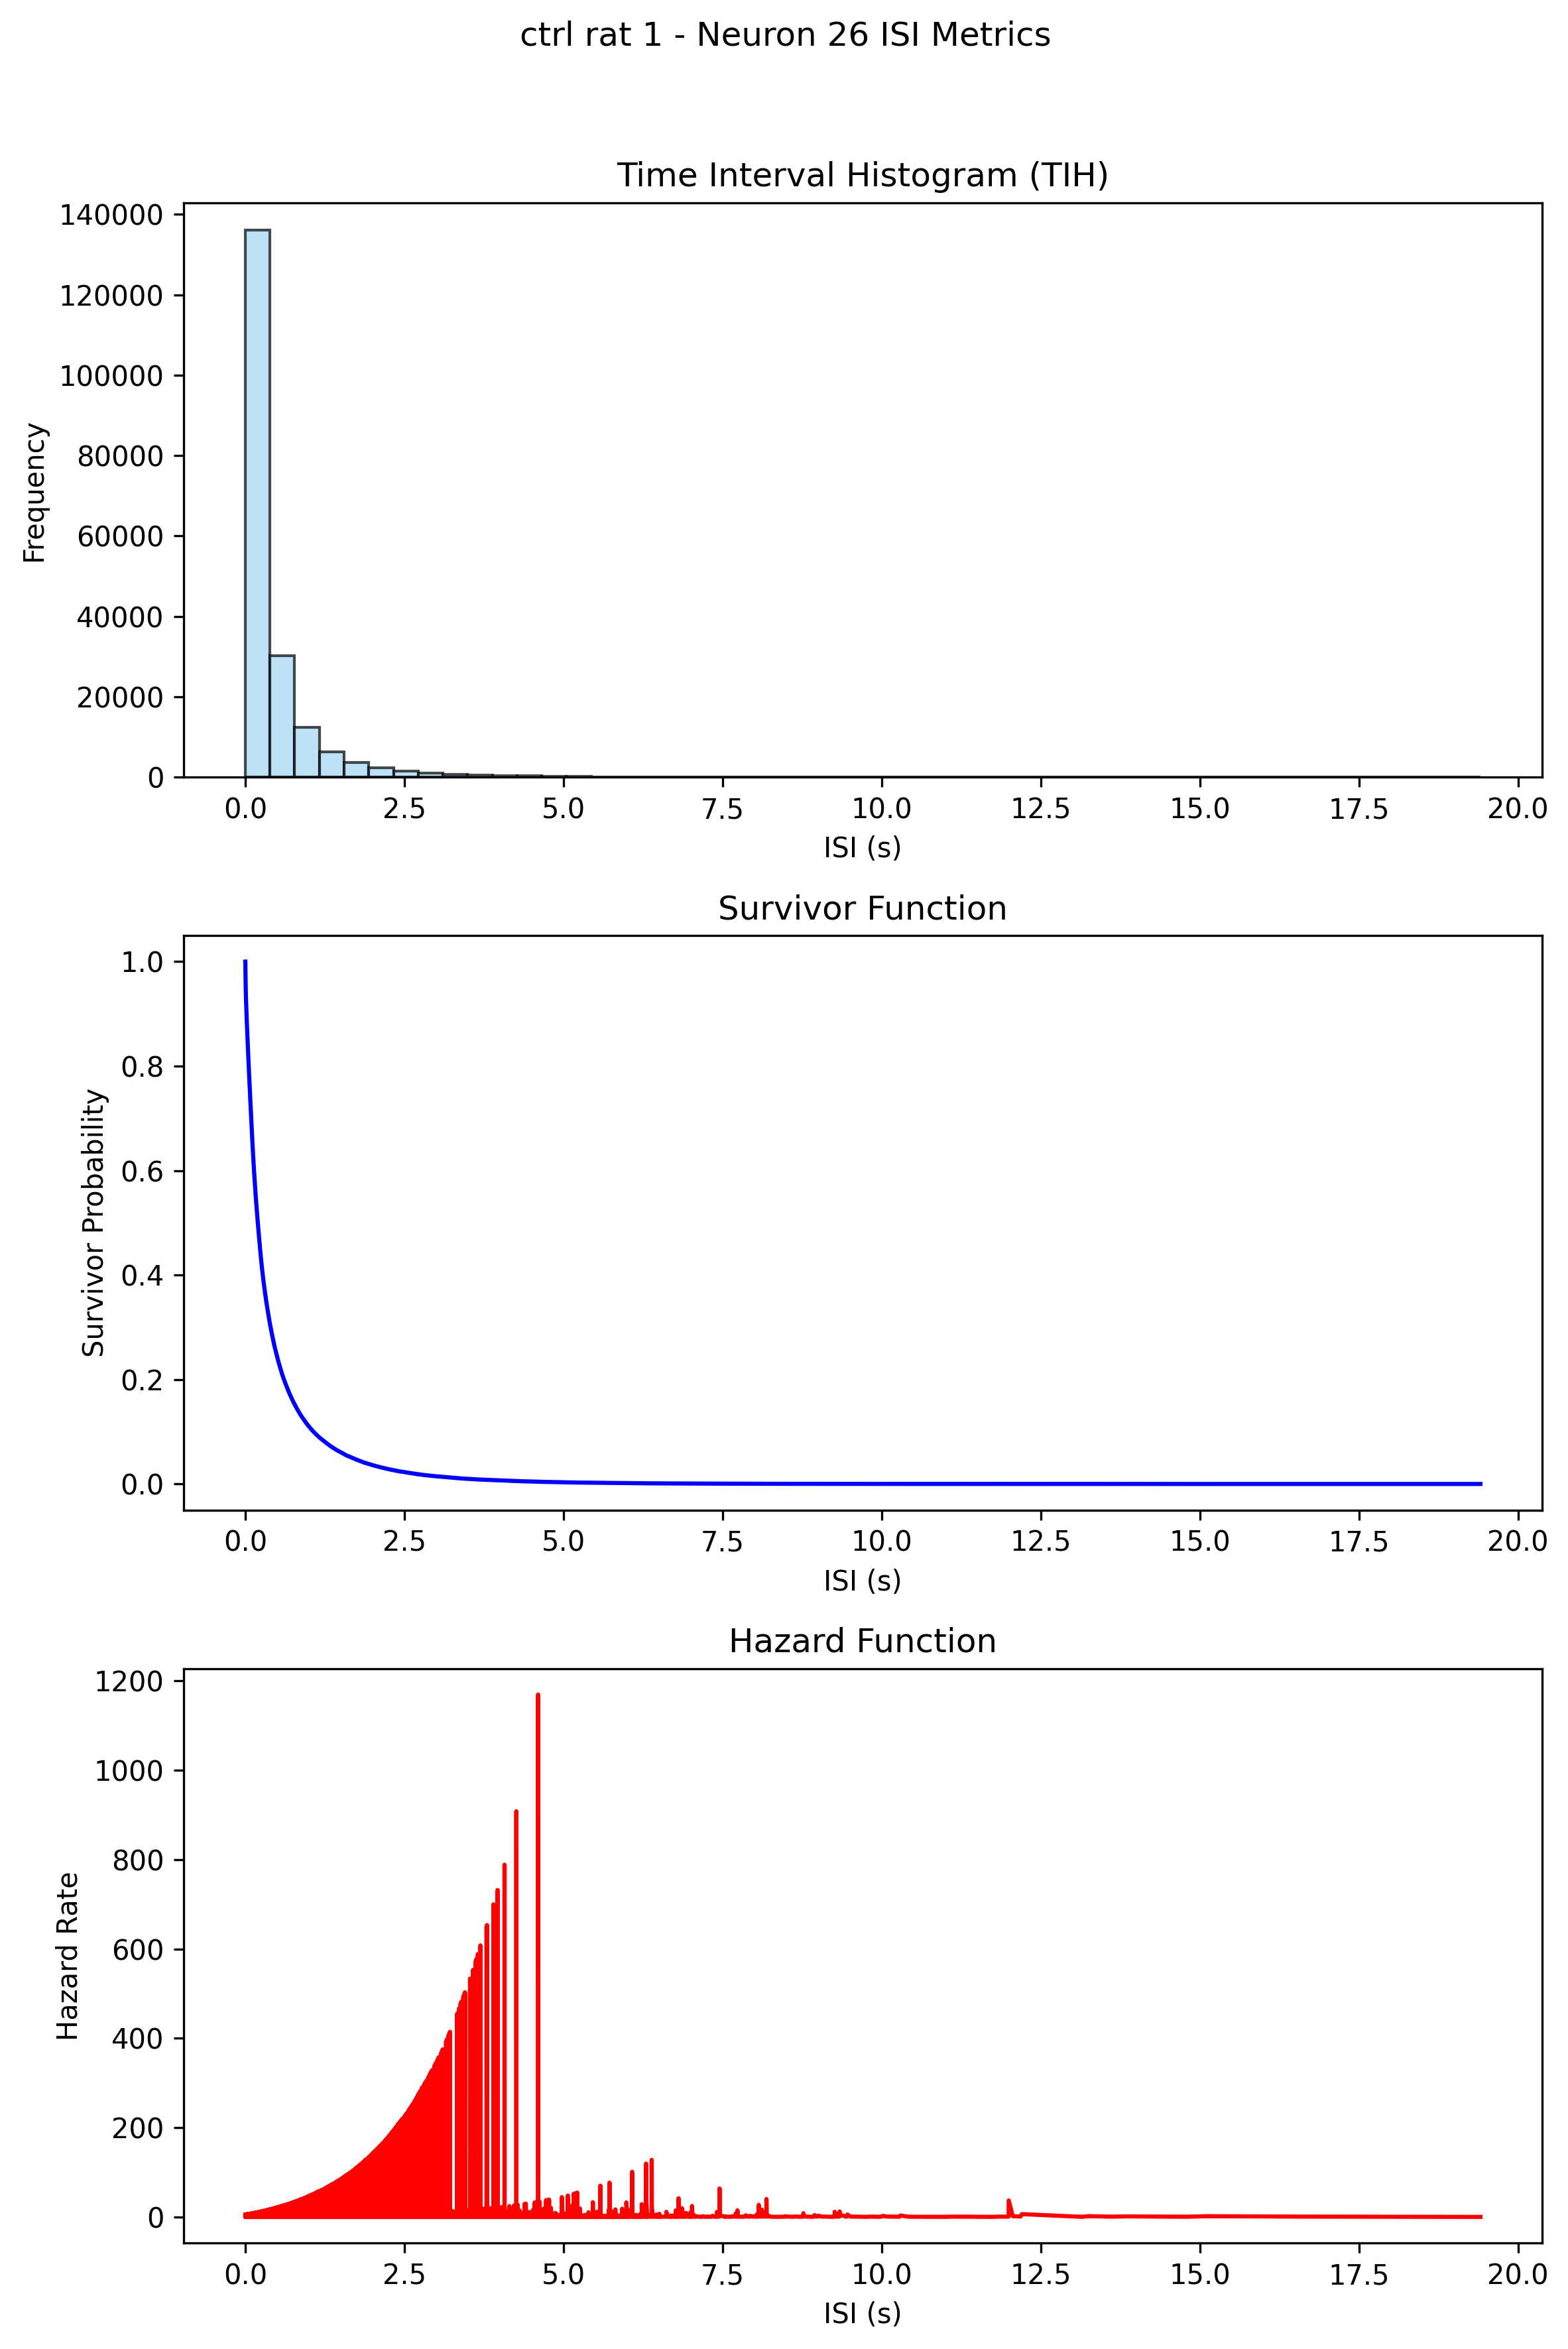 ctrl rat 1 - Neuron 26 ISI Metrics
Time Interval Histogram (TIH)
140000
120000
100000
80000
60000
40000
20000
0
Frequency
0.0 2.5 5.0 7.5 10.0 12.5 15.0 17.5 20.0
ISI (s)
Survivor Function
1.0
0.8
0.6
0.4
0.2
0.0
Survivor Probability
0.0 2.5 5.0 7.5 10.0 12.5 15.0 17.5 20.0
ISI (s)
Hazard Function
1200
1000
800
600
400
200
0
Hazard Rate
0.0 2.5 5.0 7.5 10.0 12.5 15.0 17.5 20.0
ISI (s)